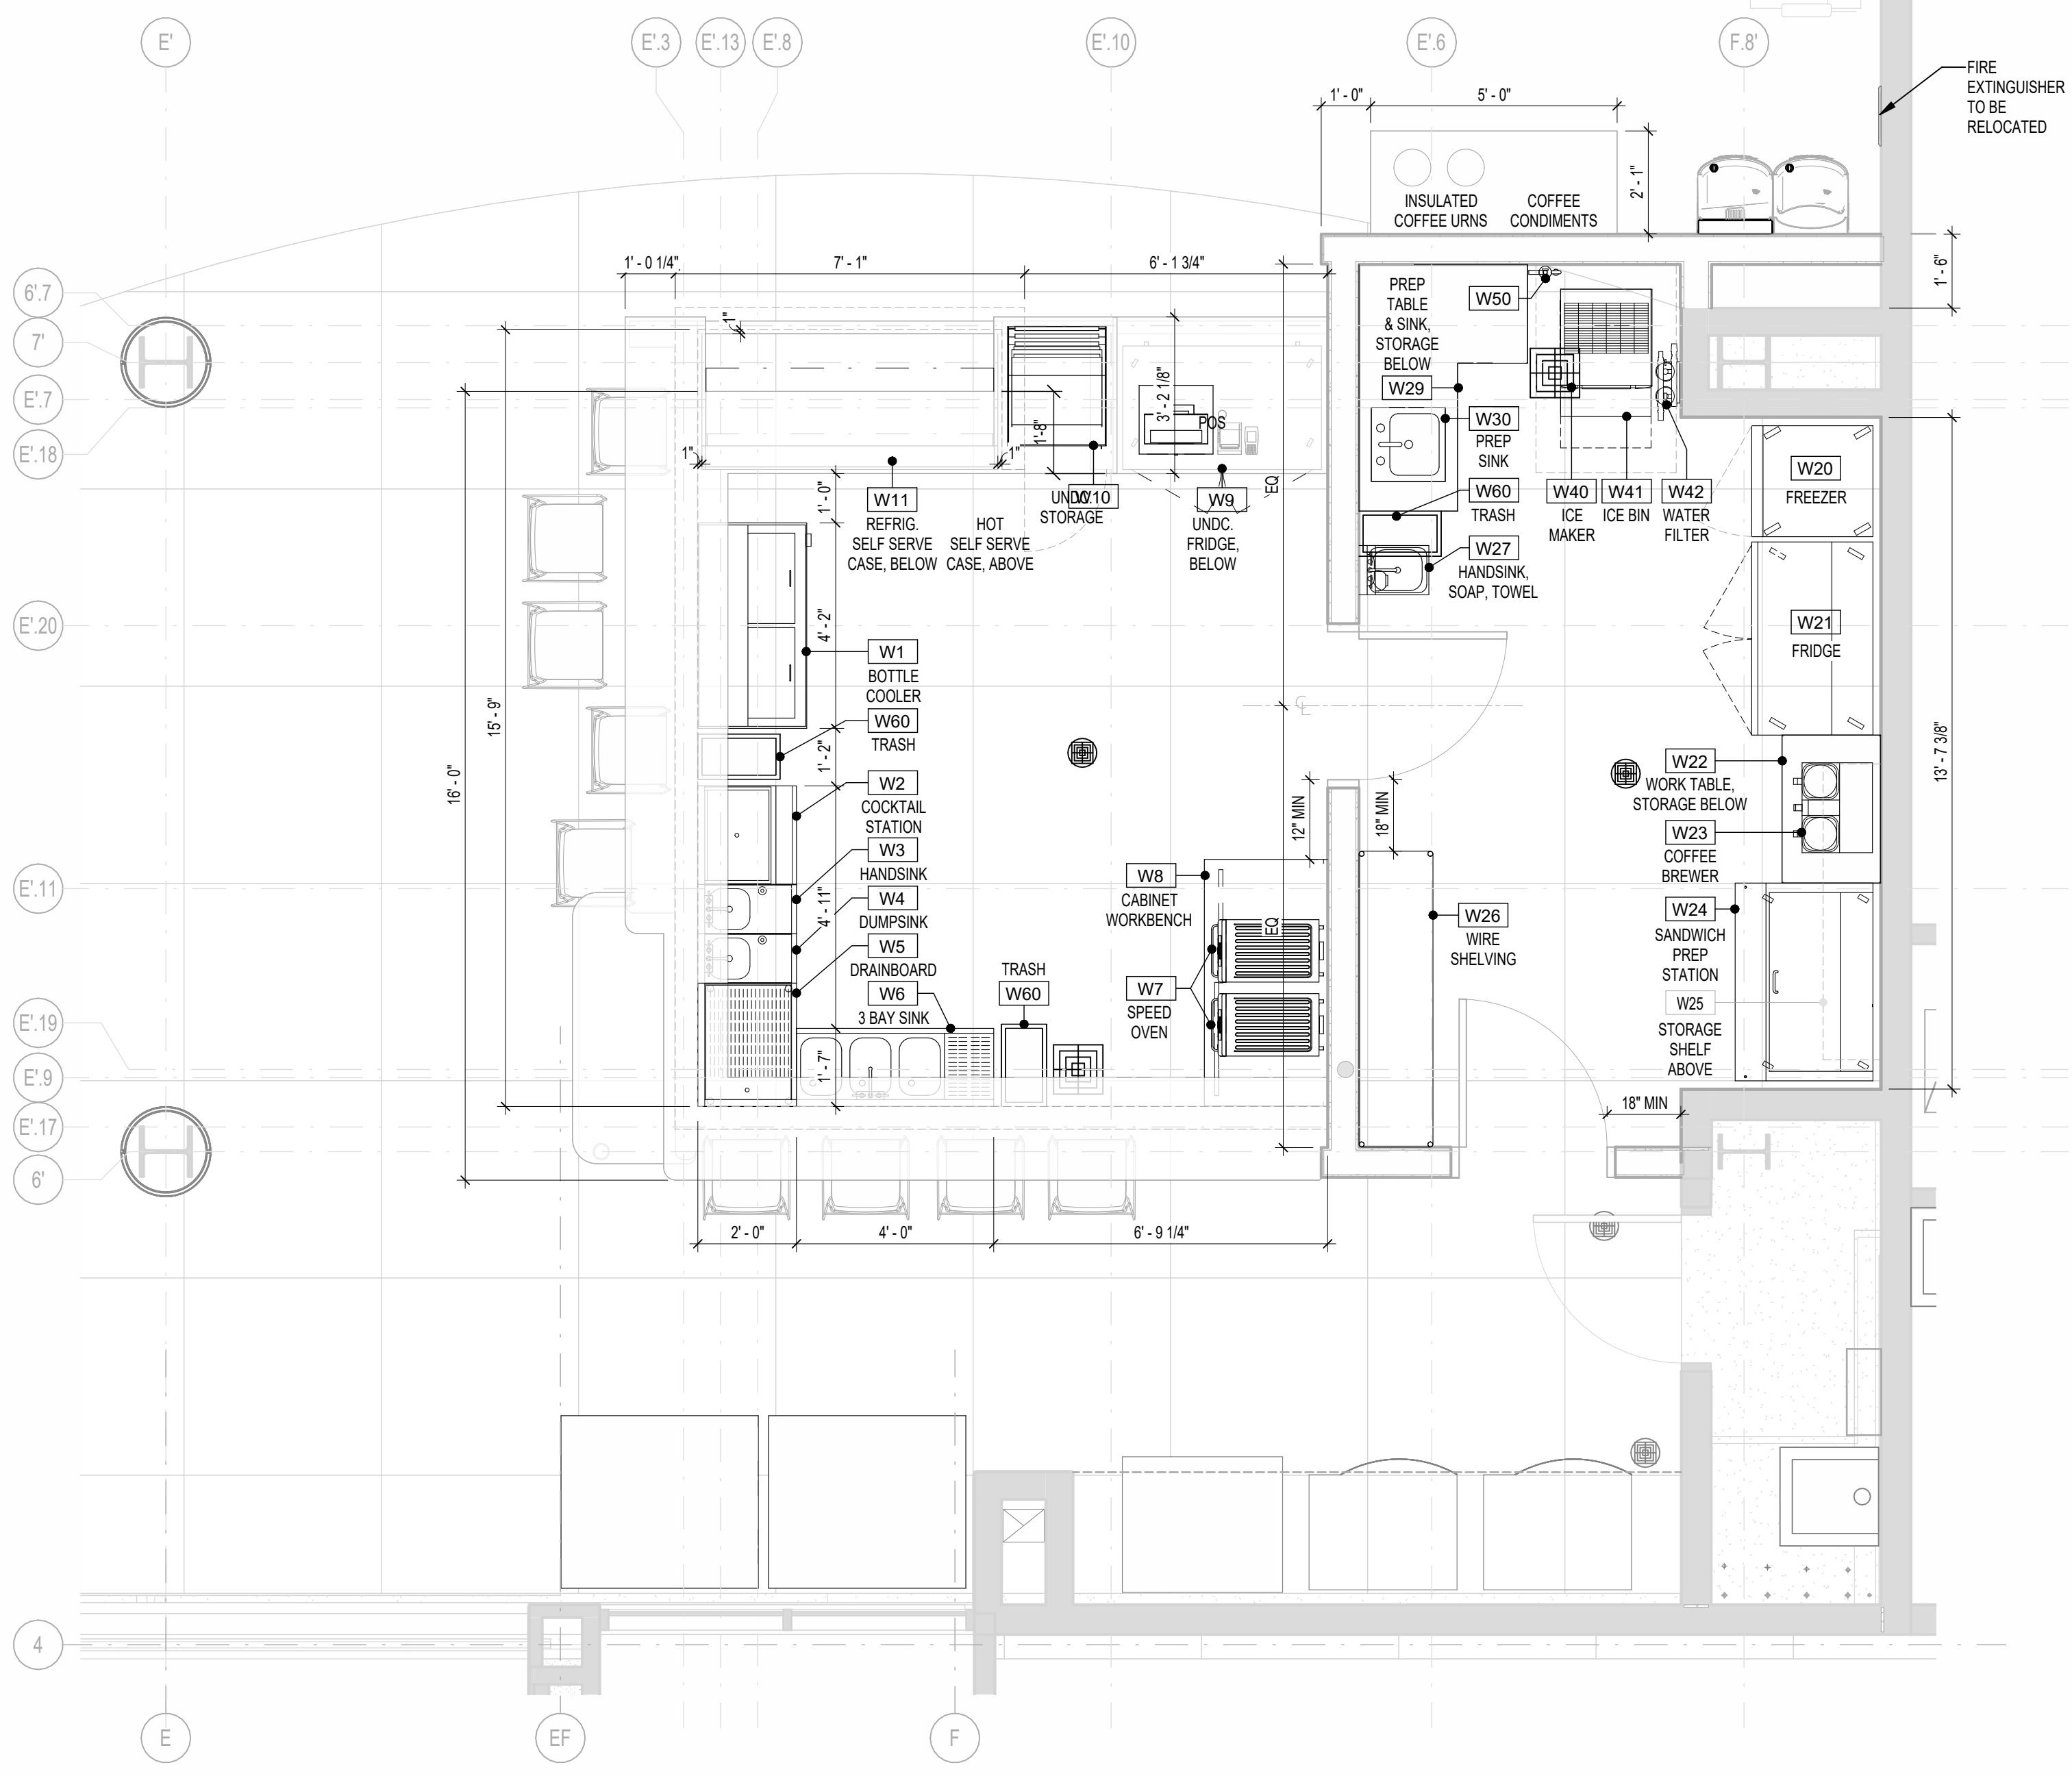 E'
E'.3
E'.13
E'.8
E'.10
E'.6
F.8'
FIRE
EXTINGUISHER
TO BE
RELOCATED
1' - 0"
5' - 0"
2' - 1"
INSULATED
COFFEE URNS
COFFEE
CONDIMENTS
1' - 6"
1' - 0 1/4"
7' - 1"
6' - 1 3/4"
6'.7
7'
E'.7
E'.18
E'.20
E'.11
E'.19
E'.9
E'.17
6'
4
1"
1"
1"
1'-8"
3' - 2 1/8"
POS
PREP
TABLE
& SINK,
STORAGE
BELOW
W29
W50
W30
PREP
SINK
W60
TRASH
W27
HANDSINK,
SOAP, TOWEL
W40
ICE
MAKER
W41
ICE BIN
W42
WATER
FILTER
W20
FREEZER
W21
FRIDGE
W11
REFRIG.
SELF SERVE
CASE, BELOW
HOT
SELF SERVE
CASE, ABOVE
W10
UNDC.
STORAGE
W9
UNDC.
FRIDGE,
BELOW
EQ
1' - 0"
4' - 2"
1' - 2"
4' - 11"
1' - 7"
15' - 9"
16' - 0"
W1
BOTTLE
COOLER
W60
TRASH
W2
COCKTAIL
STATION
W3
HANDSINK
W4
DUMPSINK
W5
DRAINBOARD
W6
3 BAY SINK
TRASH
W60
W8
CABINET
WORKBENCH
W7
SPEED
OVEN
EQ
12" MIN
18" MIN
W26
WIRE
SHELVING
W22
WORK TABLE,
STORAGE BELOW
W23
COFFEE
BREWER
W24
SANDWICH
PREP
STATION
W25
STORAGE
SHELF
ABOVE
13' - 7 3/8"
18" MIN
2' - 0"
4' - 0"
6' - 9 1/4"
E
EF
F